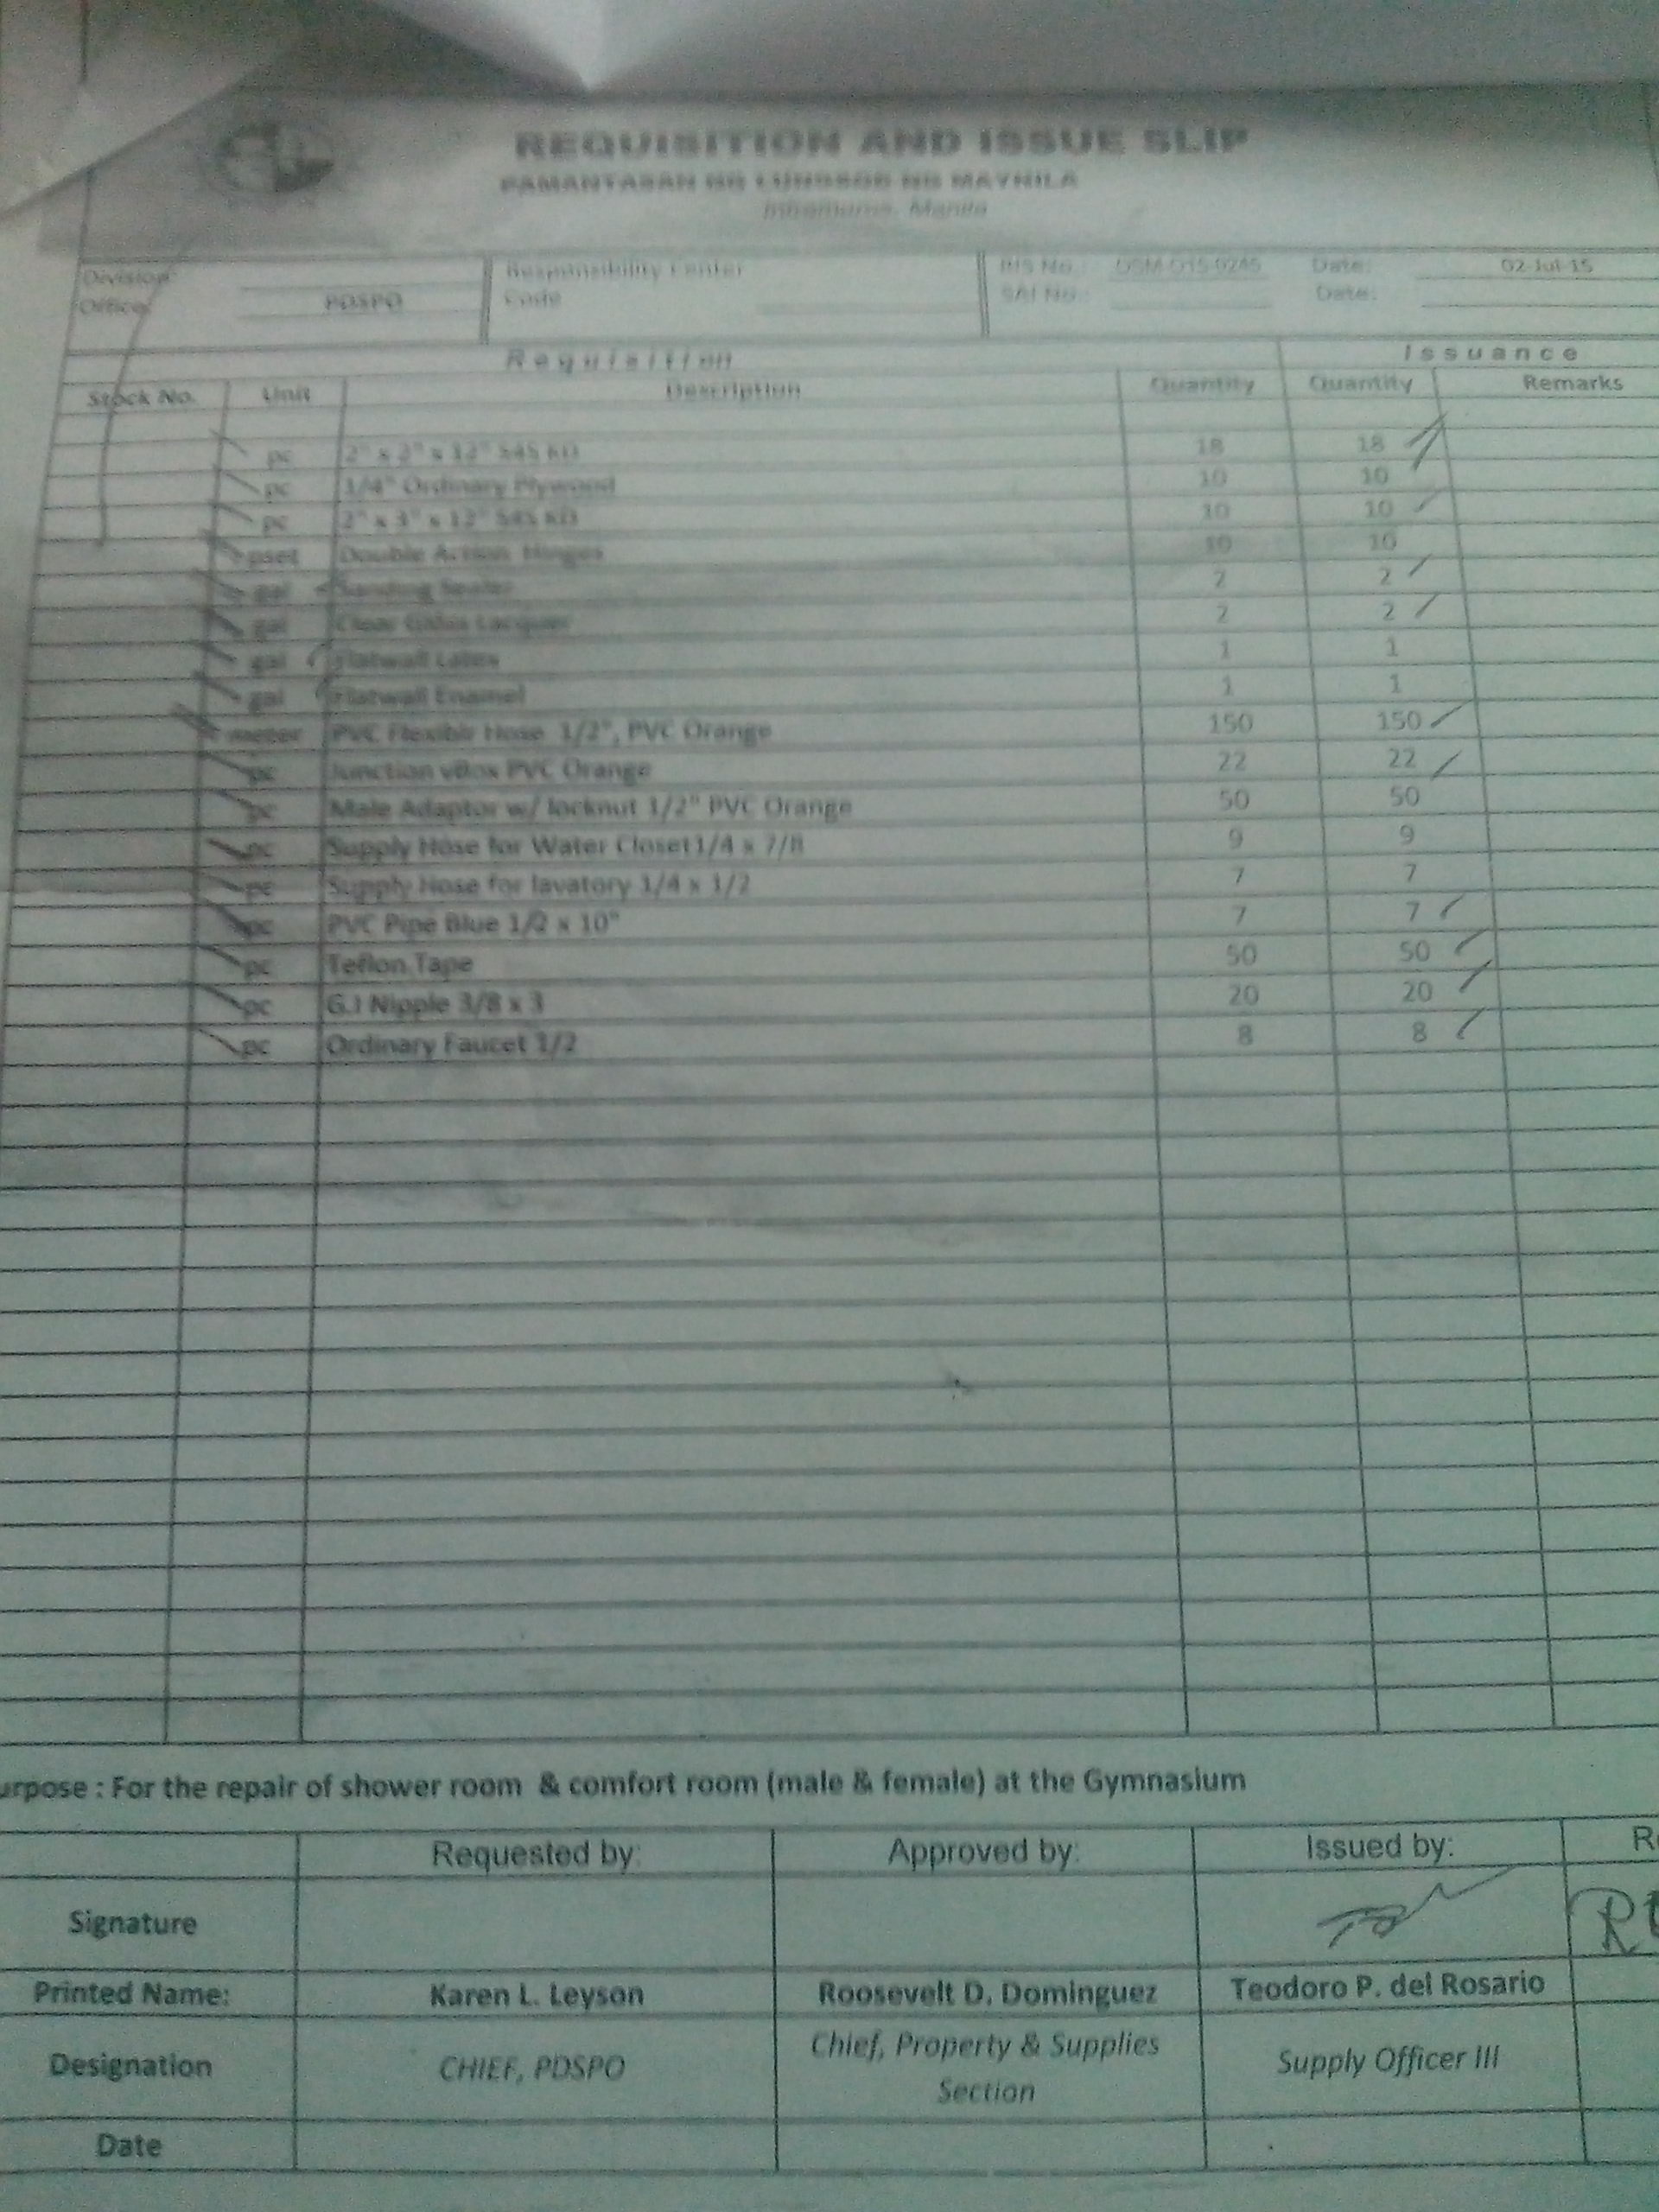 REQUISITION AND ISSUE SLIP
PAMANTASAN NG LUNGSOD NG MAYNILA
Intramuros, Manila
Division
Office PDSPO
Responsibility Center
Code
RIS No.: Date: 02-Jul-15
SAI No.: Date:
Requisition Issuance
Stock No. Unit Description Quantity Quantity Remarks
pc 2" x 2" x 12" S4S KD 18 18
pc 1/4" Ordinary Plywood 10 10
pc 2" x 3" x 12" S4S KD 10 10
pset Double Action Hinges 10 10
gal Sanding Sealer 2 2
gal Clear Gloss Lacquer 2 2
gal Flatwall Latex 1 1
gal Flatwall Enamel 1 1
meter PVC Flexible Hose 1/2", PVC Orange 150 150
pc Junction vBox PVC Orange 22 22
pc Male Adaptor w/ locknut 1/2" PVC Orange 50 50
pc Supply Hose for Water Closet1/4 x 7/8 9 9
pc Supply Hose for lavatory 1/4 x 1/2 7 7
pc PVC Pipe Blue 1/2 x 10" 7 7
pc Teflon Tape 50 50
pc G.I Nipple 3/8 x 3 20 20
pc Ordinary Faucet 1/2 8 8
urpose : For the repair of shower room & comfort room (male & female) at the Gymnasium
Requested by: Approved by: Issued by: R
Signature
Printed Name: Karen L. Leyson Roosevelt D. Dominguez Teodoro P. del Rosario
Designation CHIEF, PDSPO Chief, Property & Supplies Section Supply Officer III
Date